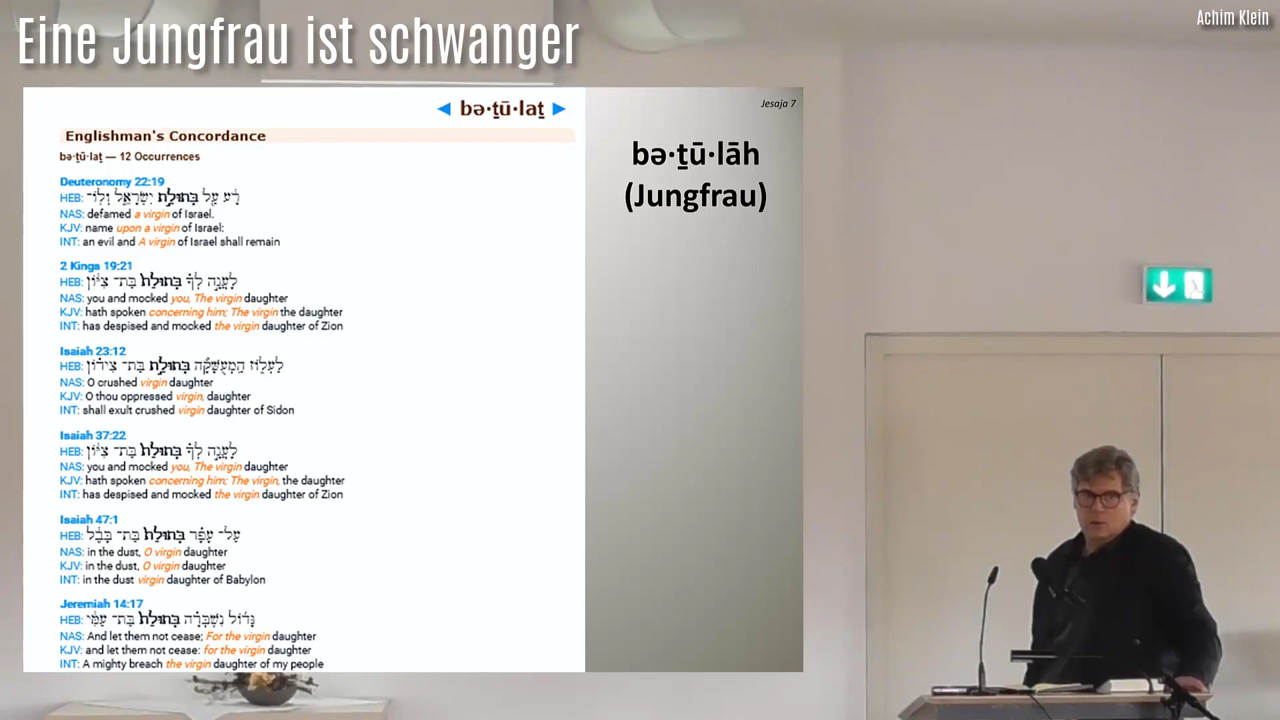 Eine Jungfrau ist schwanger
Achim Klein
◄ bə·ṯū·laṯ ►
Englishman's Concordance
bə·ṯū·laṯ — 12 Occurrences
Deuteronomy 22:19
HEB: רָ֔ע עַ֖ל בְּתוּלַ֣ת יִשְׂרָאֵ֑ל וְלֽוֹ־
NAS: defamed a virgin of Israel.
KJV: name upon a virgin of Israel:
INT: an evil and A virgin of Israel shall remain
2 Kings 19:21
HEB: לָעֲגָ֣ה לְךָ֔ בְּתוּלַ֖ת בַּת־ צִיּ֑וֹן
NAS: you and mocked you, The virgin daughter
KJV: hath spoken concerning him; The virgin the daughter
INT: has despised and mocked the virgin daughter of Zion
Isaiah 23:12
HEB: לַעְל֑וֹז הַֽמְעֻשָּׁקָ֞ה בְּתוּלַ֣ת בַּת־ צִיד֗וֹן
NAS: O crushed virgin daughter
KJV: O thou oppressed virgin, daughter
INT: shall exult crushed virgin daughter of Sidon
Isaiah 37:22
HEB: לָעֲגָ֣ה לְךָ֔ בְּתוּלַ֖ת בַּת־ צִיּ֑וֹן
NAS: you and mocked you, The virgin daughter
KJV: hath spoken concerning him; The virgin, the daughter
INT: has despised and mocked the virgin daughter of Zion
Isaiah 47:1
HEB: עַל־ עָפָ֗ר בְּתוּלַת֙ בַּת־ בָּבֶ֔ל
NAS: in the dust, O virgin daughter
KJV: in the dust, O virgin daughter
INT: in the dust virgin daughter of Babylon
Jeremiah 14:17
HEB: גָּד֗וֹל נִשְׁבְּרָ֗ה בְּתוּלַת֙ בַּת־ עַמִּ֔י
NAS: And let them not cease; For the virgin daughter
KJV: and let them not cease: for the virgin daughter
INT: A mighty breach the virgin daughter of my people
Jesaja 7
bə·ṯū·lāh
(Jungfrau)